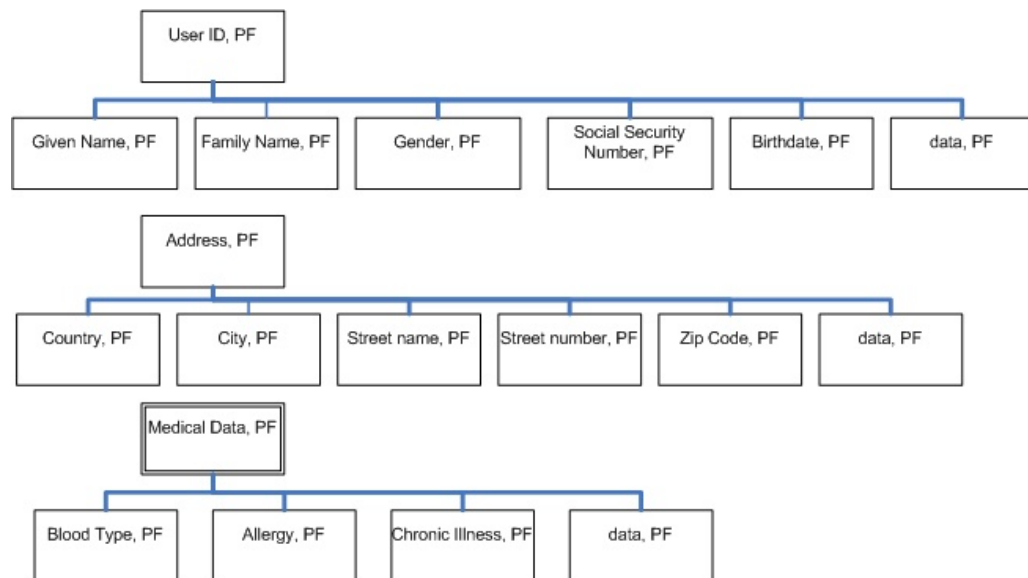 User ID, PF
Given Name, PF
Family Name, PF
Gender, PF
Social Security
Number, PF
Birthdate, PF
data, PF
Address, PF
Country, PF
City, PF
Street name, PF
Street number, PF
Zip Code, PF
data, PF
Medical Data, PF
Blood Type, PF
Allergy, PF
Chronic Illness, PF
data, PF